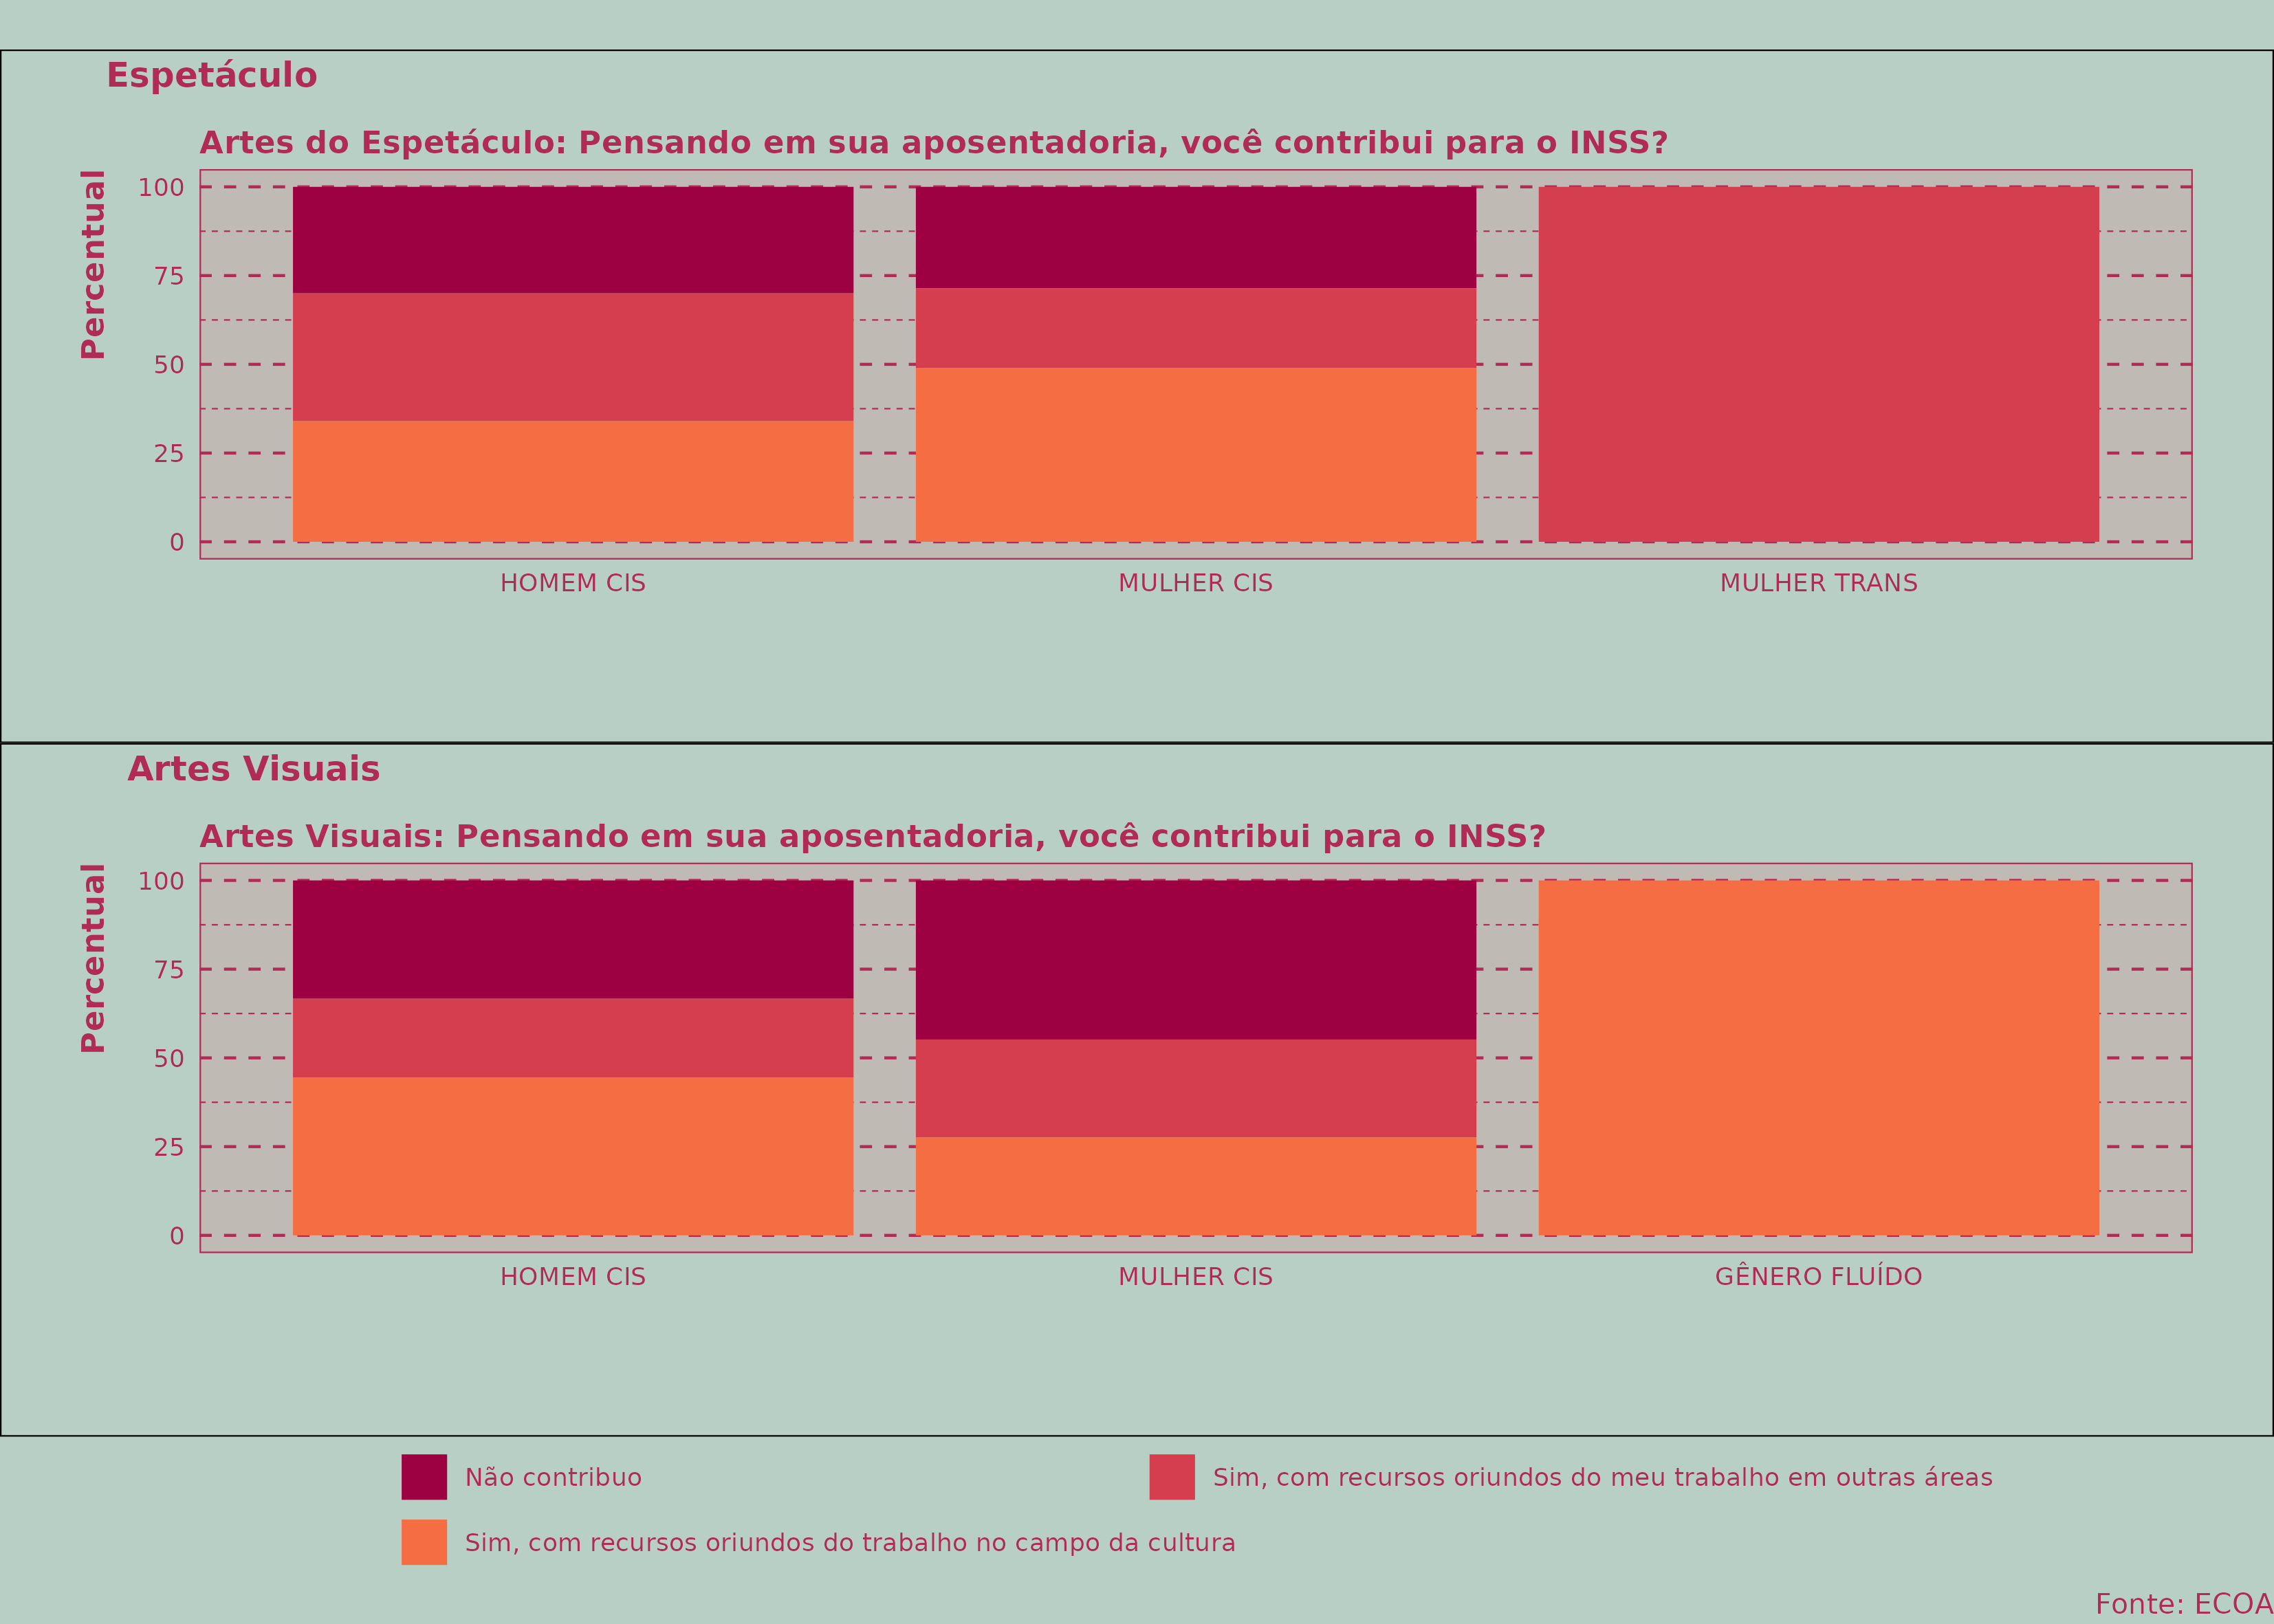 Espetáculo
Artes do Espetáculo: Pensando em sua aposentadoria, você contribui para o INSS?
Percentual
100
75
50
25
0
HOMEM CIS
MULHER CIS
MULHER TRANS
Artes Visuais
Artes Visuais: Pensando em sua aposentadoria, você contribui para o INSS?
Percentual
100
75
50
25
0
HOMEM CIS
MULHER CIS
GÊNERO FLUÍDO
Não contribuo
Sim, com recursos oriundos do meu trabalho em outras áreas
Sim, com recursos oriundos do trabalho no campo da cultura
Fonte: ECOA